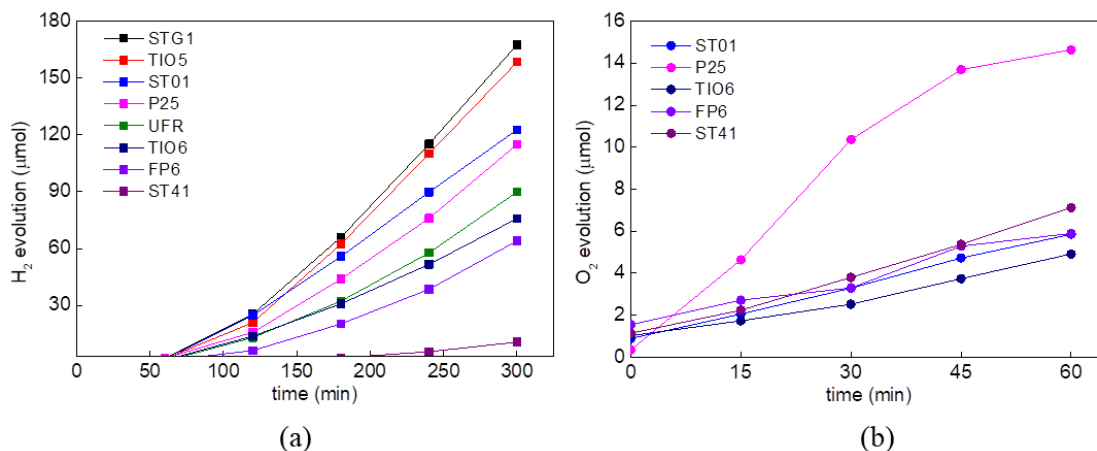 180
150
120
90
60
30
H2 evolution (µmol)
STG1
TIO5
ST01
P25
UFR
TIO6
FP6
ST41
0 50 100 150 200 250 300
time (min)
(a)
16
14
12
10
8
6
4
2
0
O2 evolution (µmol)
ST01
P25
TIO6
FP6
ST41
0 15 30 45 60
time (min)
(b)